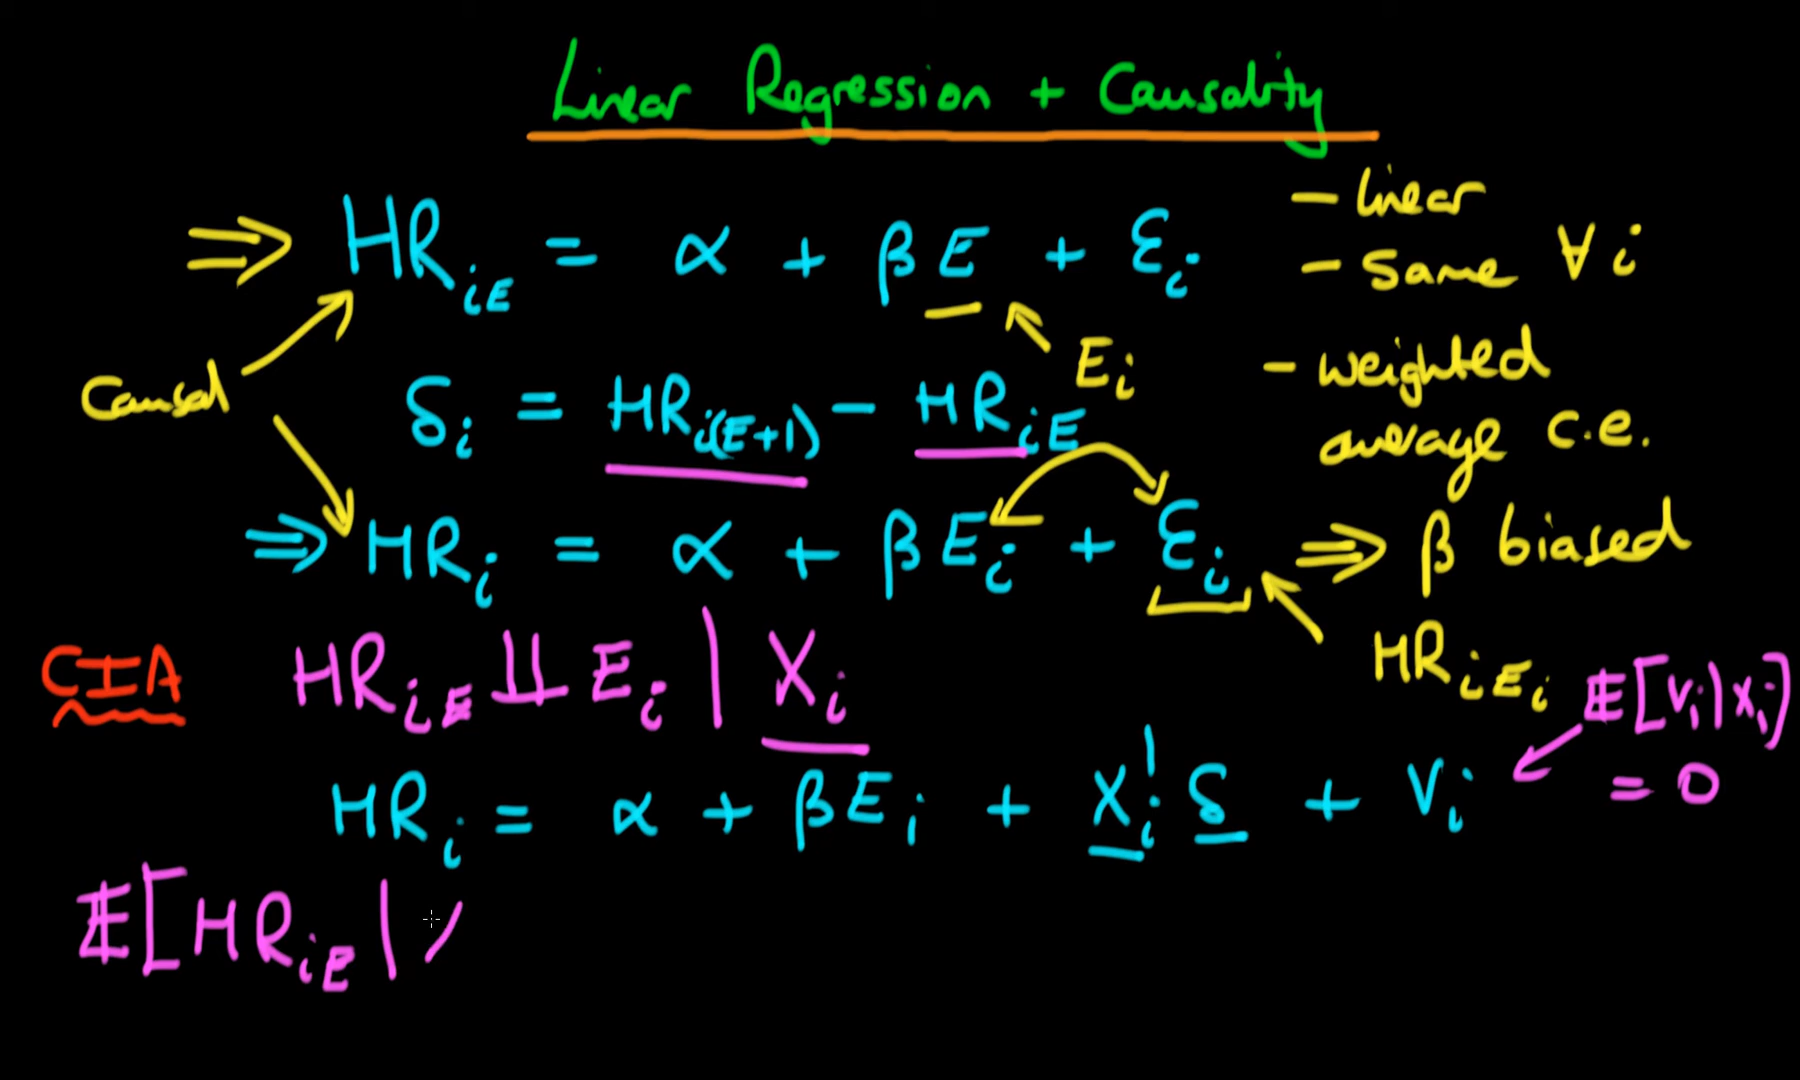 Linear Regression + Causality
⇒ HR_iE = α + βE + ε_i
- linear
- Same ∀ i
E_i
Causal
δ_i = HR_i(E+1) - HR_iE
- weighted
average c.e.
⇒ HR_i = α + βE_i + ε_i ⇒ β biased
HR_iE_i
CIA HR_iE ⫫ E_i | X_i
E[V_i|X_i]
= 0
HR_i = α + βE_i + X_i' δ + V_i
E[HR_iE |